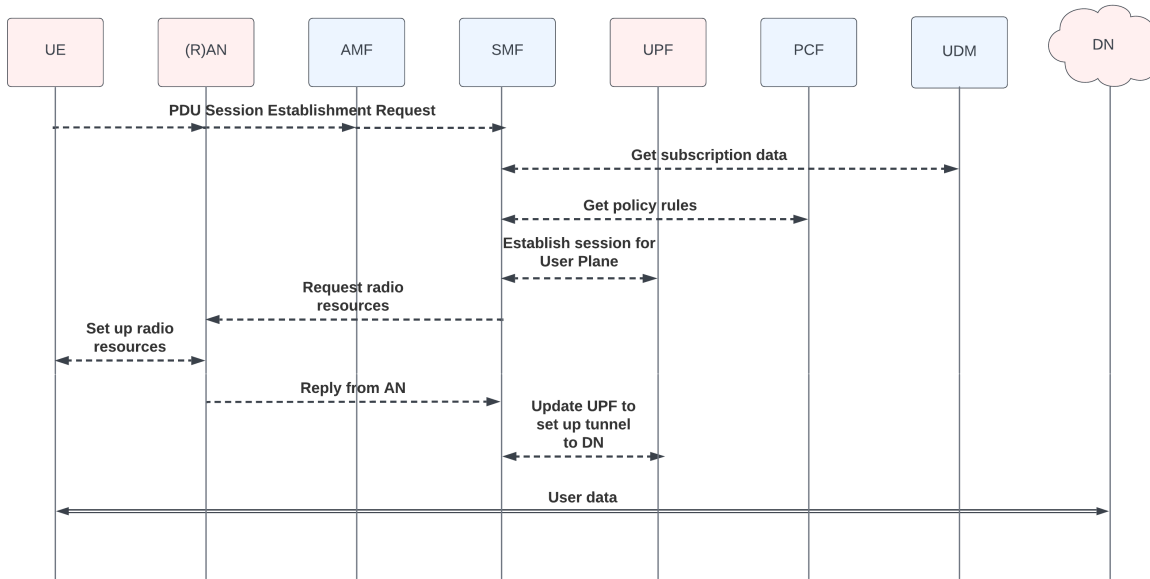 UE
(R)AN
AMF
SMF
UPF
PCF
UDM
DN
PDU Session Establishment Request
Get subscription data
Get policy rules
Establish session for
User Plane
Request radio
resources
Set up radio
resources
Reply from AN
Update UPF to
set up tunnel
to DN
User data